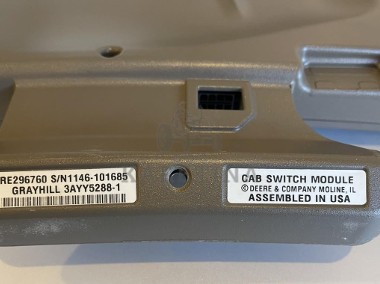 RE296760 S/N1146-101685
GRAYHILL 3AYY5288-1
CAB SWITCH MODULE
© DEERE & COMPANY MOLINE, IL
ASSEMBLED IN USA